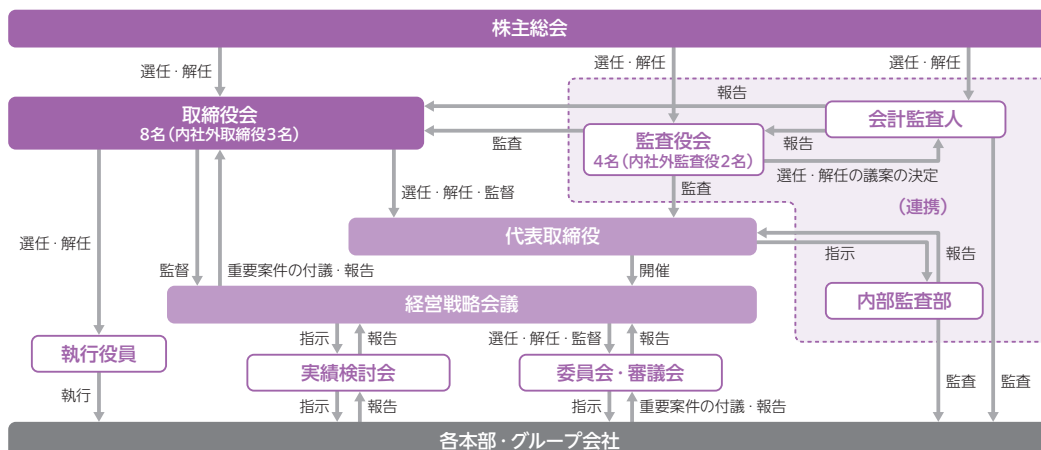 株主総会
選任・解任
選任・解任
選任・解任
報告
取締役会
8名（内社外取締役3名）
会計監査人
監査
監査役会
4名（内社外監査役2名）
報告
選任・解任の議案の決定
選任・解任・監督
監査
（連携）
代表取締役
選任・解任
監督
重要案件の付議・報告
開催
指示
報告
経営戦略会議
内部監査部
執行役員
指示
報告
選任・解任・監督
報告
実績検討会
委員会・審議会
執行
指示
報告
指示
重要案件の付議・報告
監査
監査
各本部・グループ会社